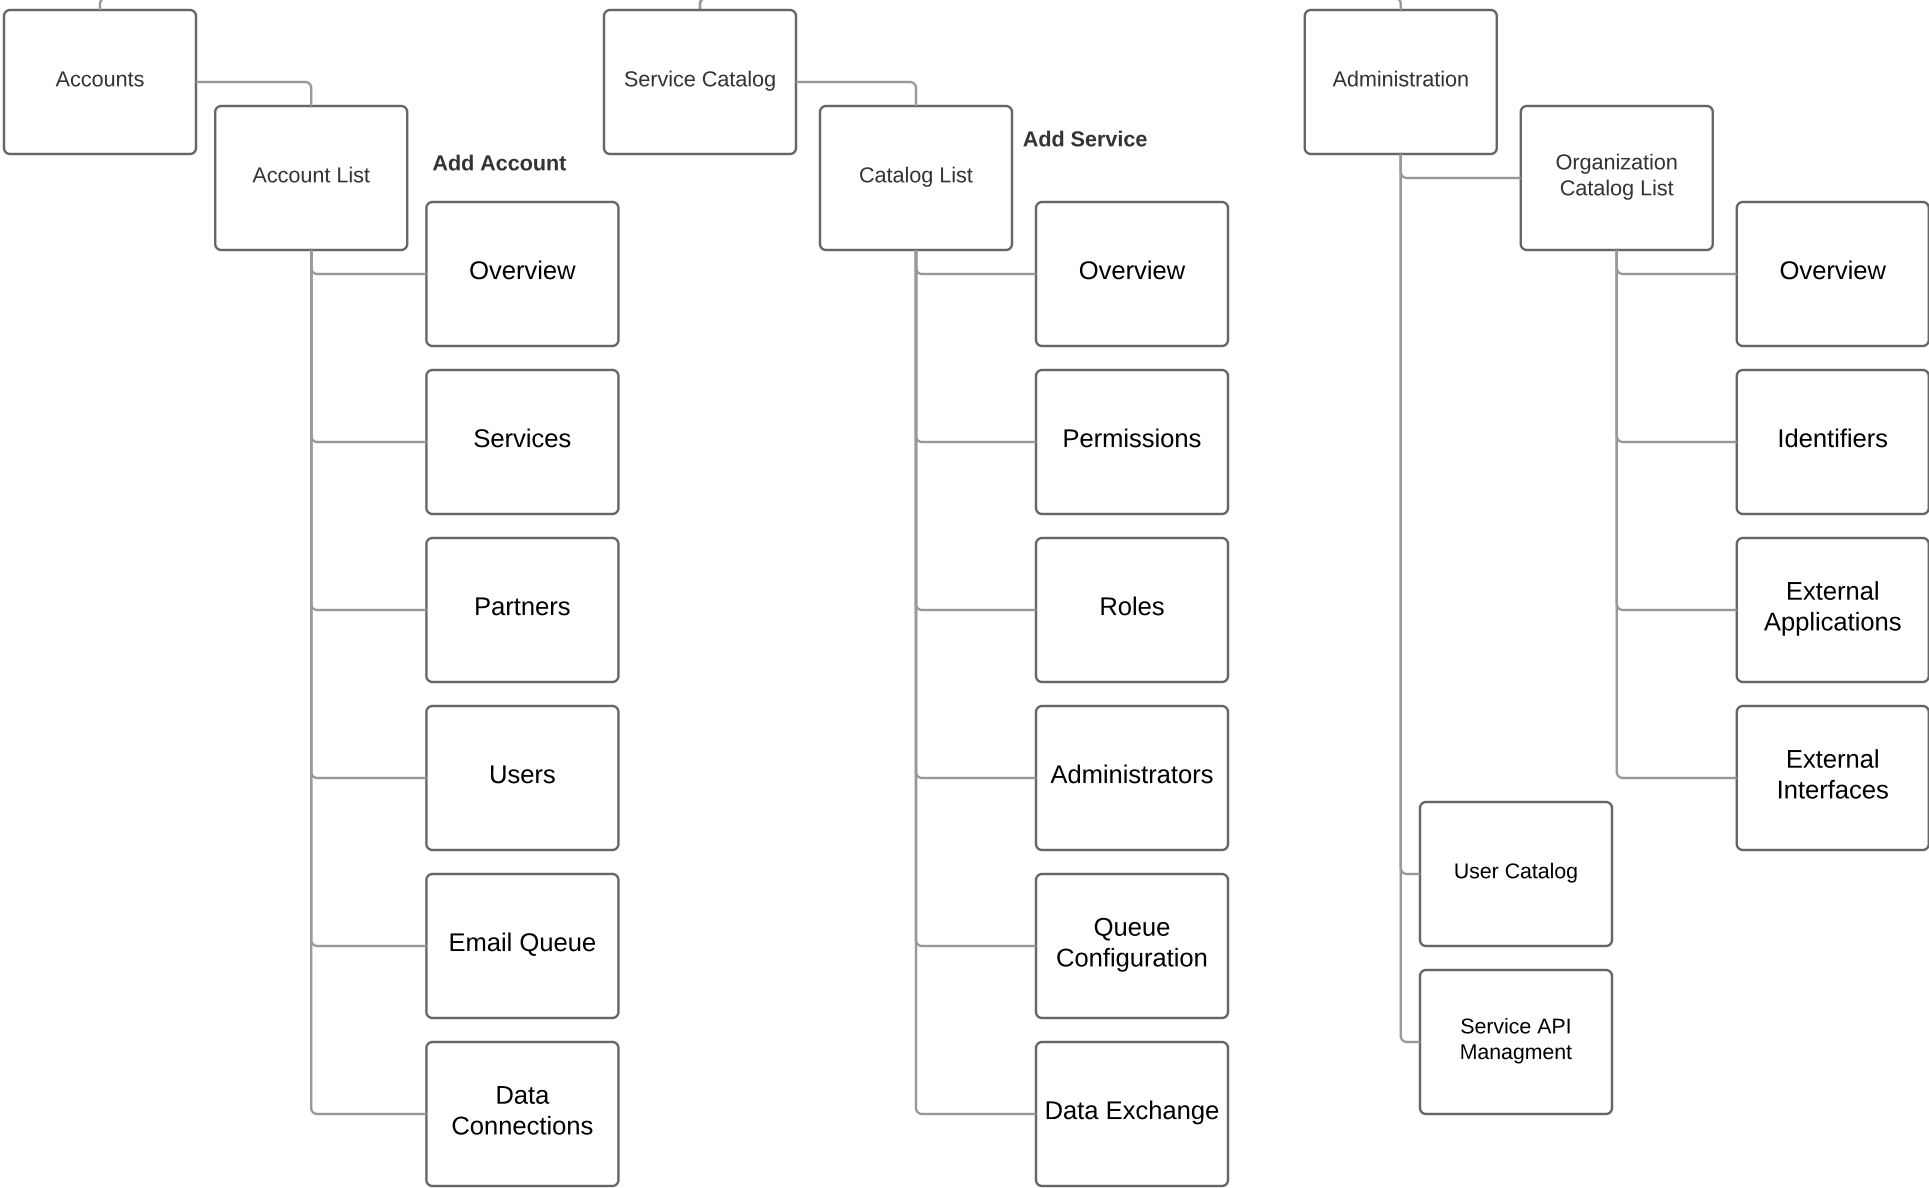 Accounts
Account List
Add Account
Overview
Services
Partners
Users
Email Queue
Data
Connections
Service Catalog
Catalog List
Add Service
Overview
Permissions
Roles
Administrators
Queue
Configuration
Data Exchange
Administration
Organization
Catalog List
Overview
Identifiers
External
Applications
External
Interfaces
User Catalog
Service API
Managment